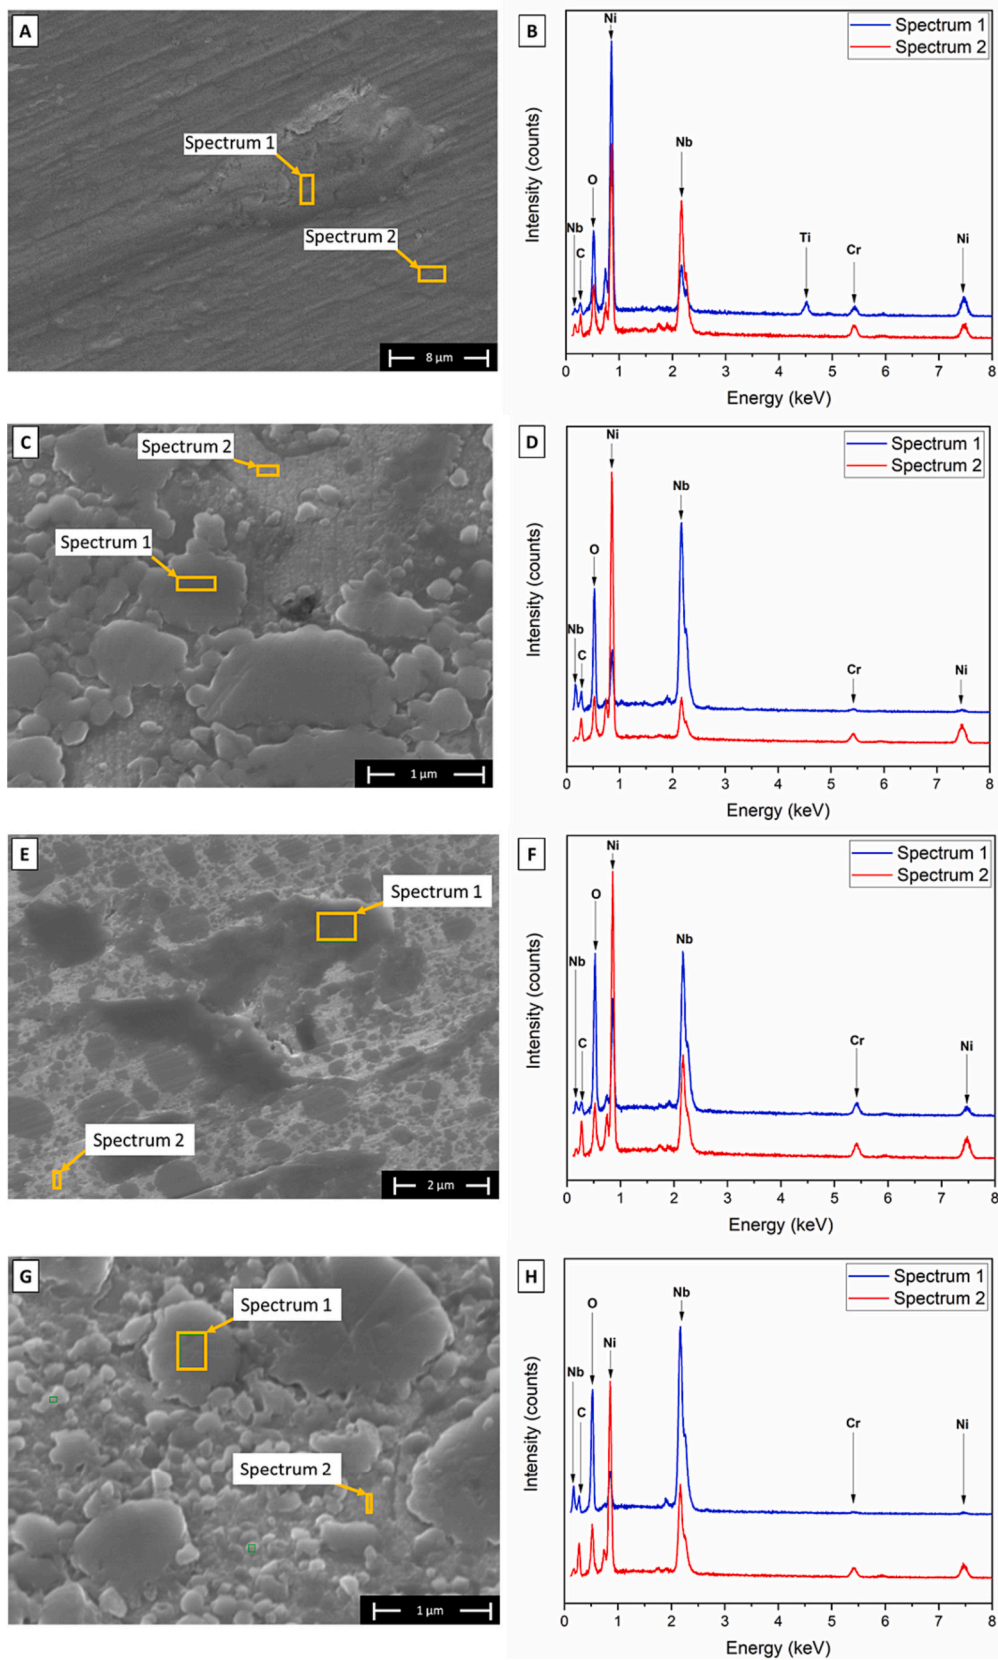 A
Spectrum 1
Spectrum 2
8 µm
B
Ni
Spectrum 1
Spectrum 2
Nb
O
Nb
C
Ti
Cr
Ni
Intensity (counts)
0 1 2 3 4 5 6 7 8
Energy (keV)
C
Spectrum 2
Spectrum 1
1 µm
D
Ni
Spectrum 1
Spectrum 2
Nb
O
Nb
C
Cr
Ni
Intensity (counts)
0 1 2 3 4 5 6 7 8
Energy (keV)
E
Spectrum 1
Spectrum 2
2 µm
F
Ni
Spectrum 1
Spectrum 2
O
Nb
Nb
C
Cr
Ni
Intensity (counts)
0 1 2 3 4 5 6 7 8
Energy (keV)
G
Spectrum 1
Spectrum 2
1 µm
H
Nb
Spectrum 1
Spectrum 2
O
Ni
Nb
C
Cr
Ni
Intensity (counts)
0 1 2 3 4 5 6 7 8
Energy (keV)